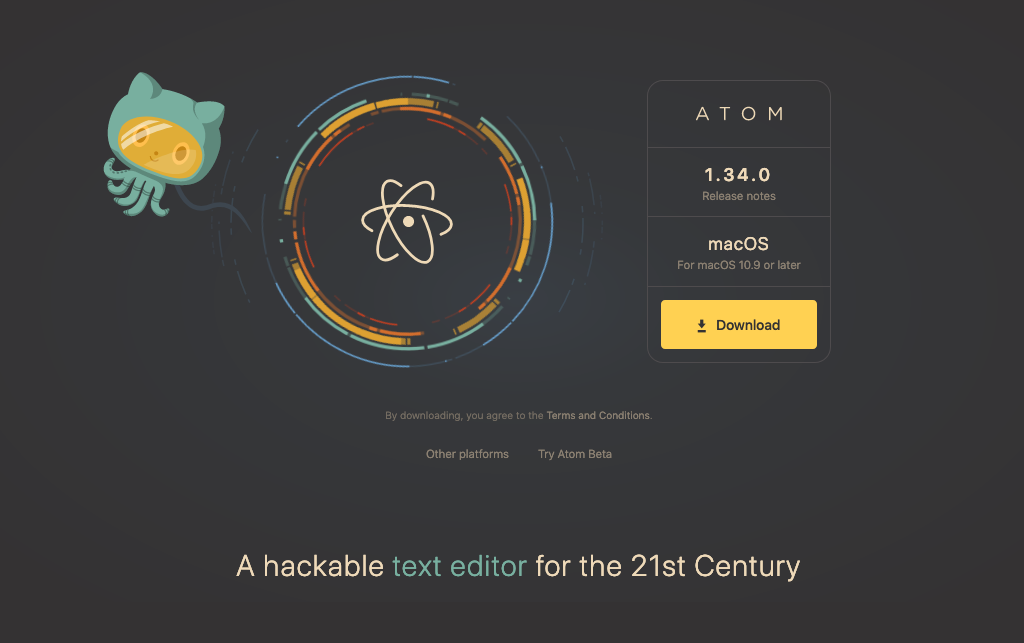 ATOM
1.34.0
Release notes
macOS
For macOS 10.9 or later
Download
By downloading, you agree to the Terms and Conditions.
Other platforms
Try Atom Beta
A hackable text editor for the 21st Century